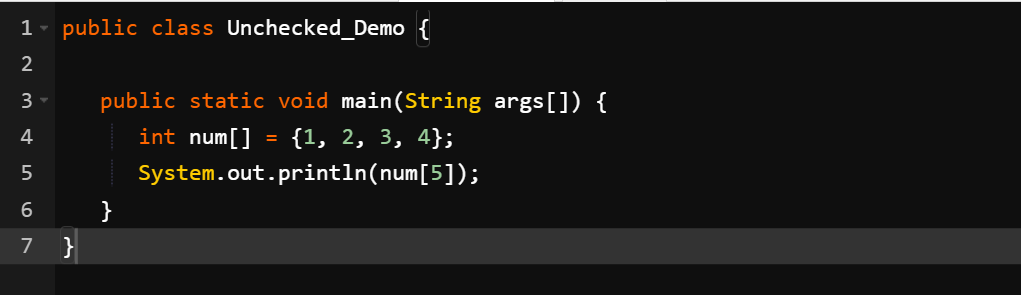 1 public class Unchecked_Demo {
2
3    public static void main(String args[]) {
4       int num[] = {1, 2, 3, 4};
5       System.out.println(num[5]);
6    }
7 }